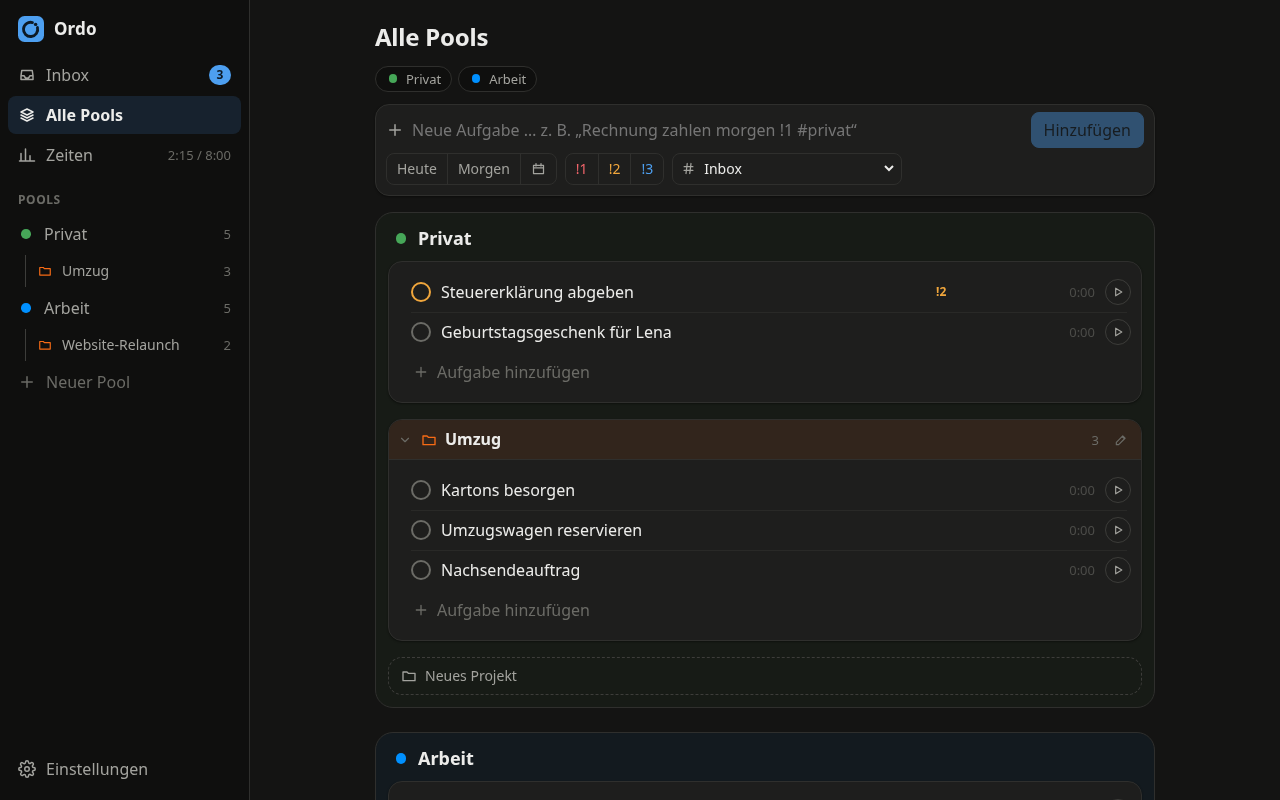 Ordo
Inbox 3
Alle Pools
Zeiten 2:15 / 8:00
POOLS
Privat 5
Umzug 3
Arbeit 5
Website-Relaunch 2
Neuer Pool
Einstellungen
Alle Pools
Privat Arbeit
Neue Aufgabe … z. B. „Rechnung zahlen morgen !1 #privat“ Hinzufügen
Heute Morgen !1 !2 !3 # Inbox
Privat
Steuererklärung abgeben !2 0:00
Geburtstagsgeschenk für Lena 0:00
Aufgabe hinzufügen
Umzug 3
Kartons besorgen 0:00
Umzugswagen reservieren 0:00
Nachsendeauftrag 0:00
Aufgabe hinzufügen
Neues Projekt
Arbeit